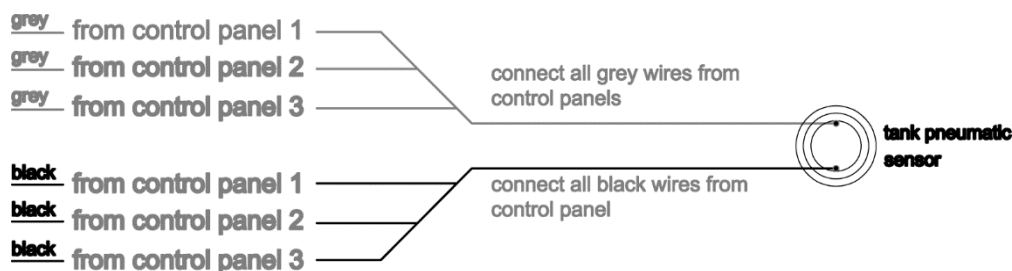 grey from control panel 1
grey from control panel 2
grey from control panel 3
connect all grey wires from
control panels
tank pneumatic
sensor
black from control panel 1
black from control panel 2
black from control panel 3
connect all black wires from
control panel